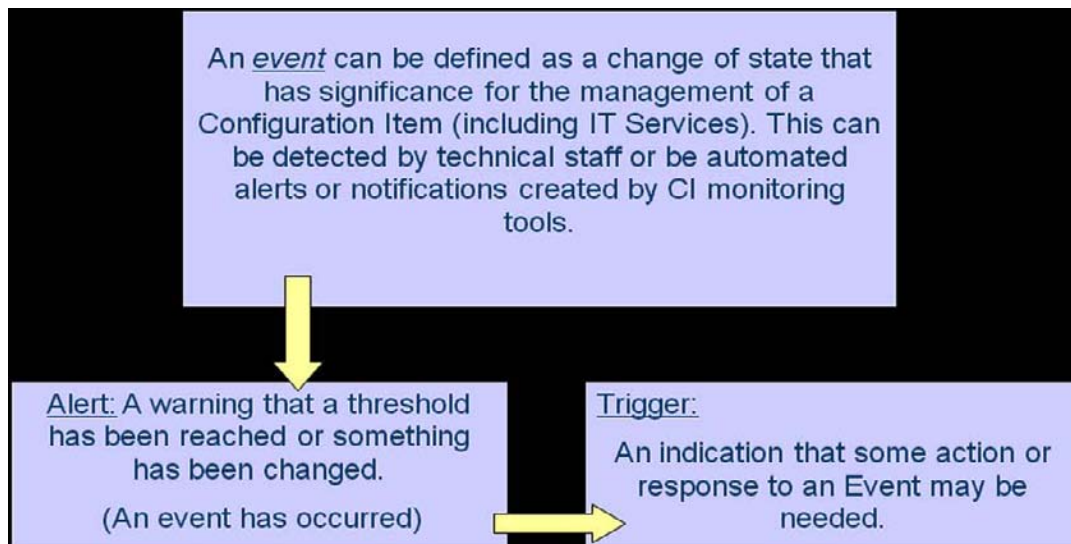 An event can be defined as a change of state that
has significance for the management of a
Configuration Item (including IT Services). This can
be detected by technical staff or be automated
alerts or notifications created by CI monitoring
tools.
Alert: A warning that a threshold
has been reached or something
has been changed.
(An event has occurred)
Trigger:
An indication that some action or
response to an Event may be
needed.